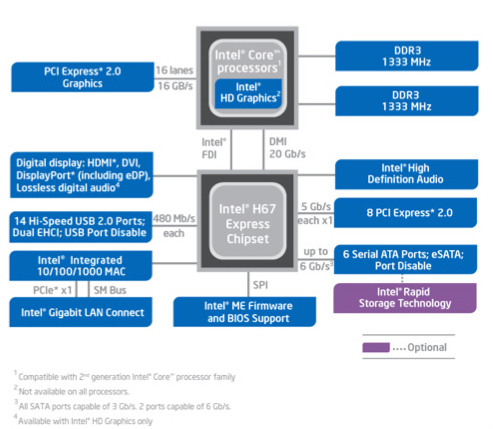 Intel® Core™
processors¹
Intel®
HD Graphics²
PCI Express* 2.0
Graphics
16 lanes
16 GB/s
DDR3
1333 MHz
DDR3
1333 MHz
Intel®
FDI
DMI
20 Gb/s
Digital display: HDMI*, DVI,
DisplayPort* (including eDP),
Lossless digital audio⁴
Intel® High
Definition Audio
Intel® H67
Express
Chipset
14 Hi-Speed USB 2.0 Ports;
Dual EHCI; USB Port Disable
480 Mb/s
each
5 Gb/s
each x1
8 PCI Express* 2.0
Intel® Integrated
10/100/1000 MAC
up to
6 Gb/s³
6 Serial ATA Ports; eSATA;
Port Disable
PCIe* x1
SM Bus
SPI
Intel® Rapid
Storage Technology
Intel® Gigabit LAN Connect
Intel® ME Firmware
and BIOS Support
Optional
¹ Compatible with 2ⁿᵈ generation Intel® Core™ processor family
² Not available on all processors.
³ All SATA ports capable of 3 Gb/s. 2 ports capable of 6 Gb/s.
⁴ Available with Intel® HD Graphics only